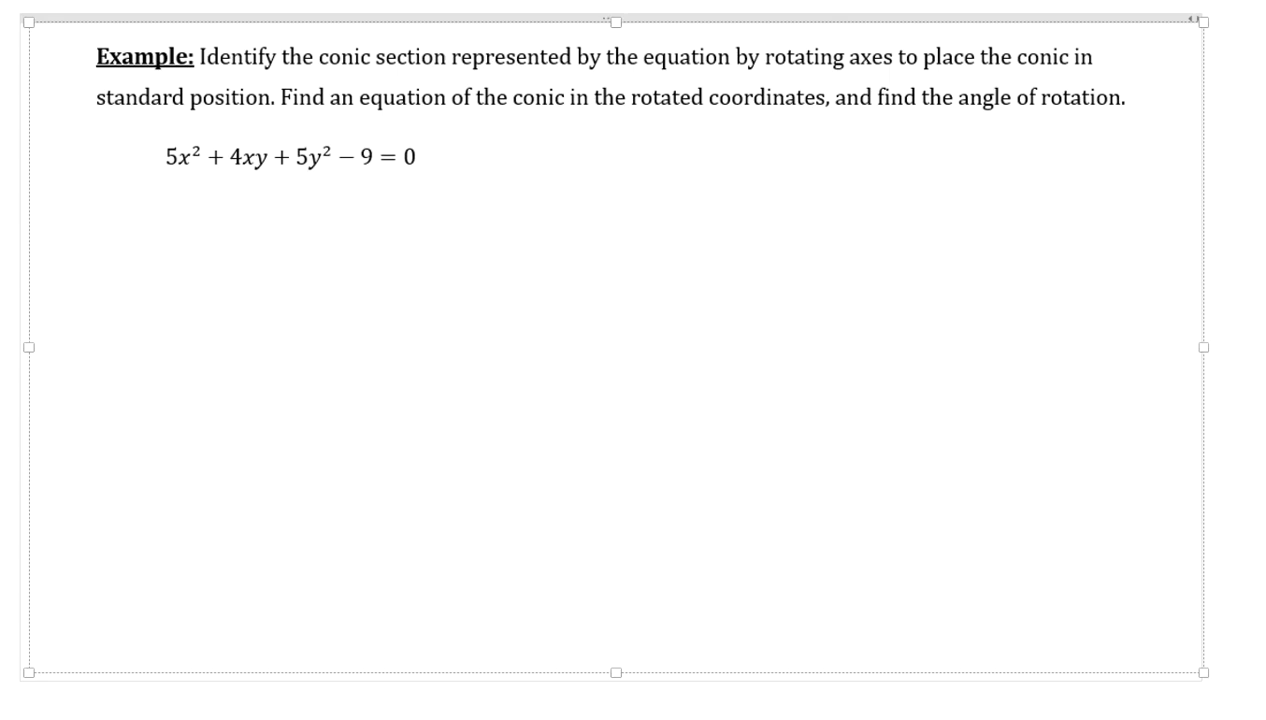 Example: Identify the conic section represented by the equation by rotating axes to place the conic in
standard position. Find an equation of the conic in the rotated coordinates, and find the angle of rotation.
5x² + 4xy + 5y² − 9 = 0